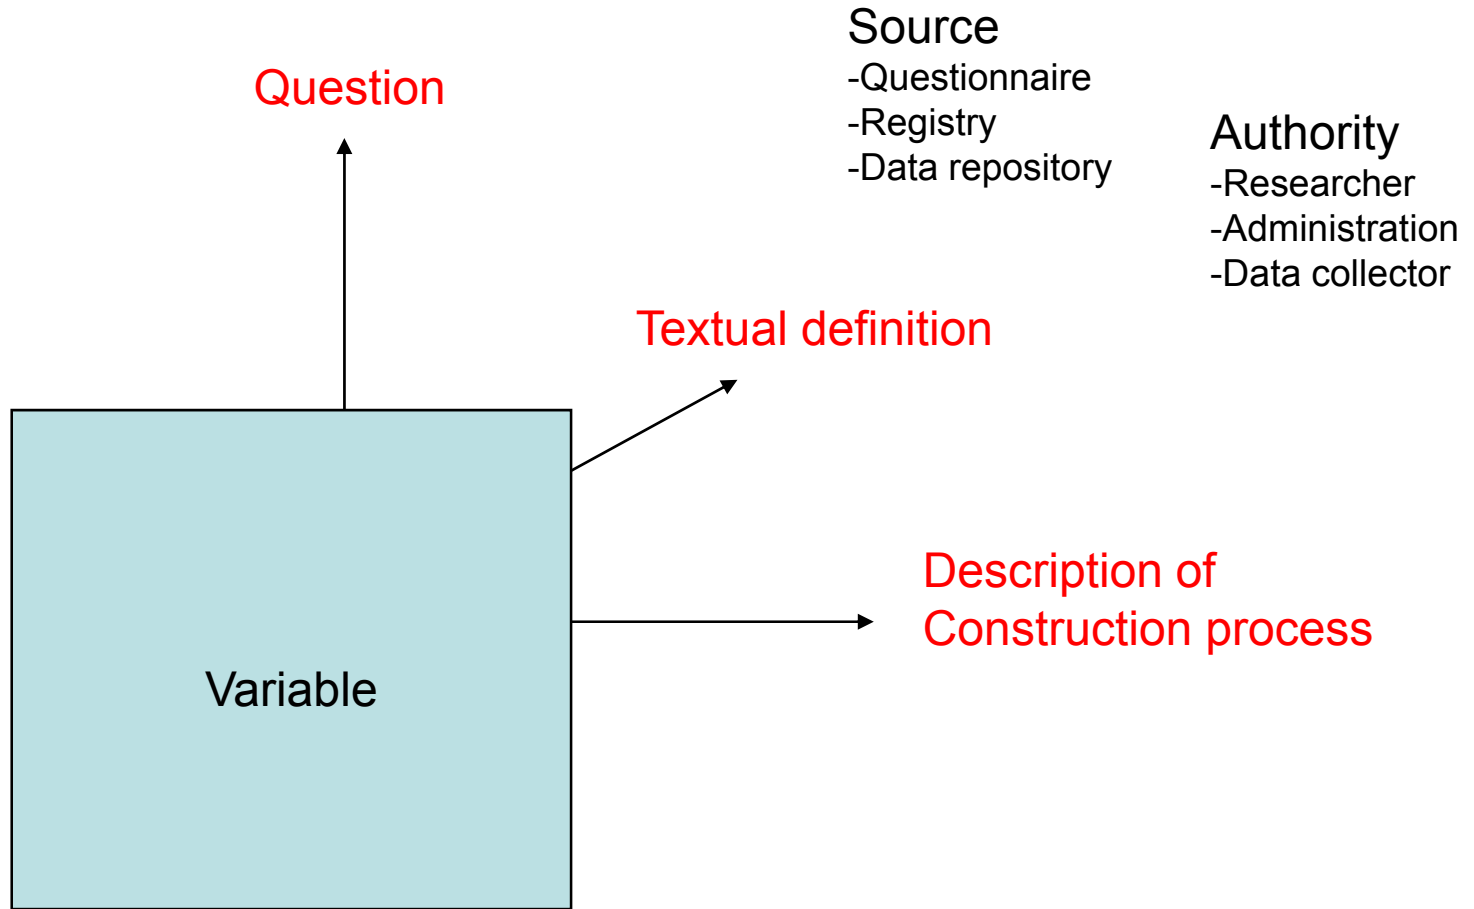 Source
-Questionnaire
-Registry
-Data repository
Question
Authority
-Researcher
-Administration
-Data collector
Textual definition
Description of
Construction process
Variable